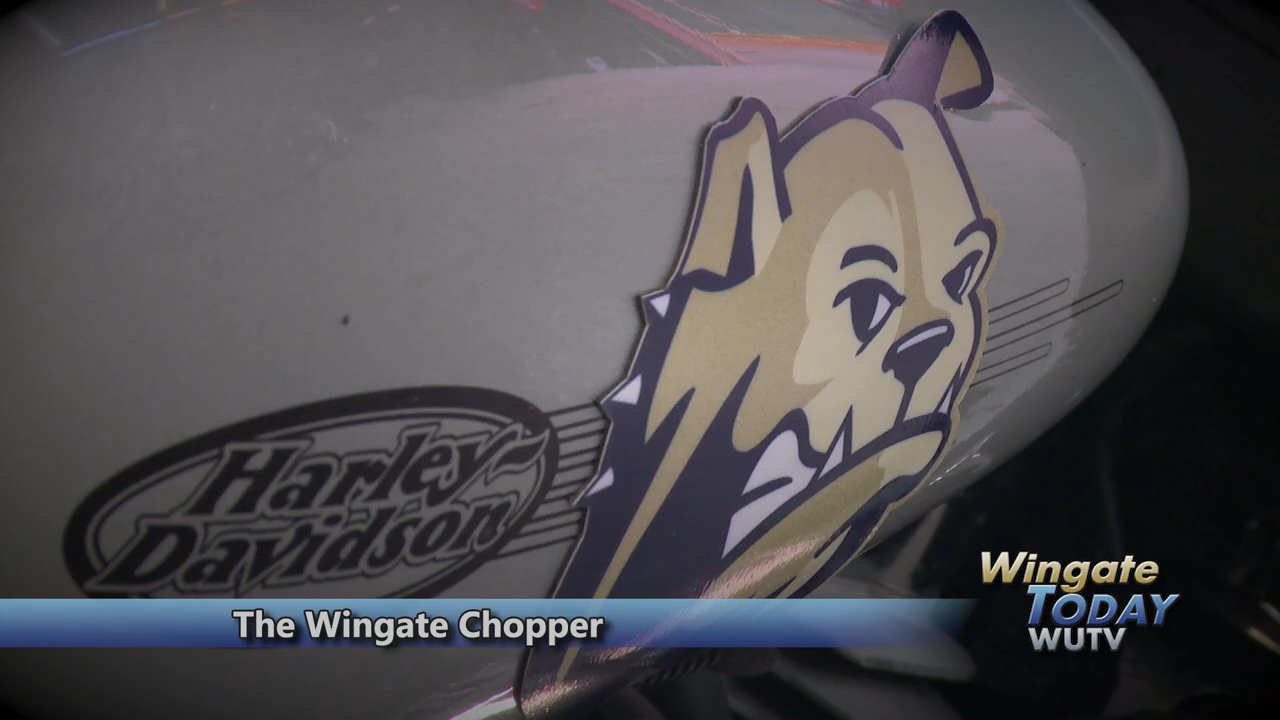 Harley-
Davidson
The Wingate Chopper
Wingate
TODAY
WUTV